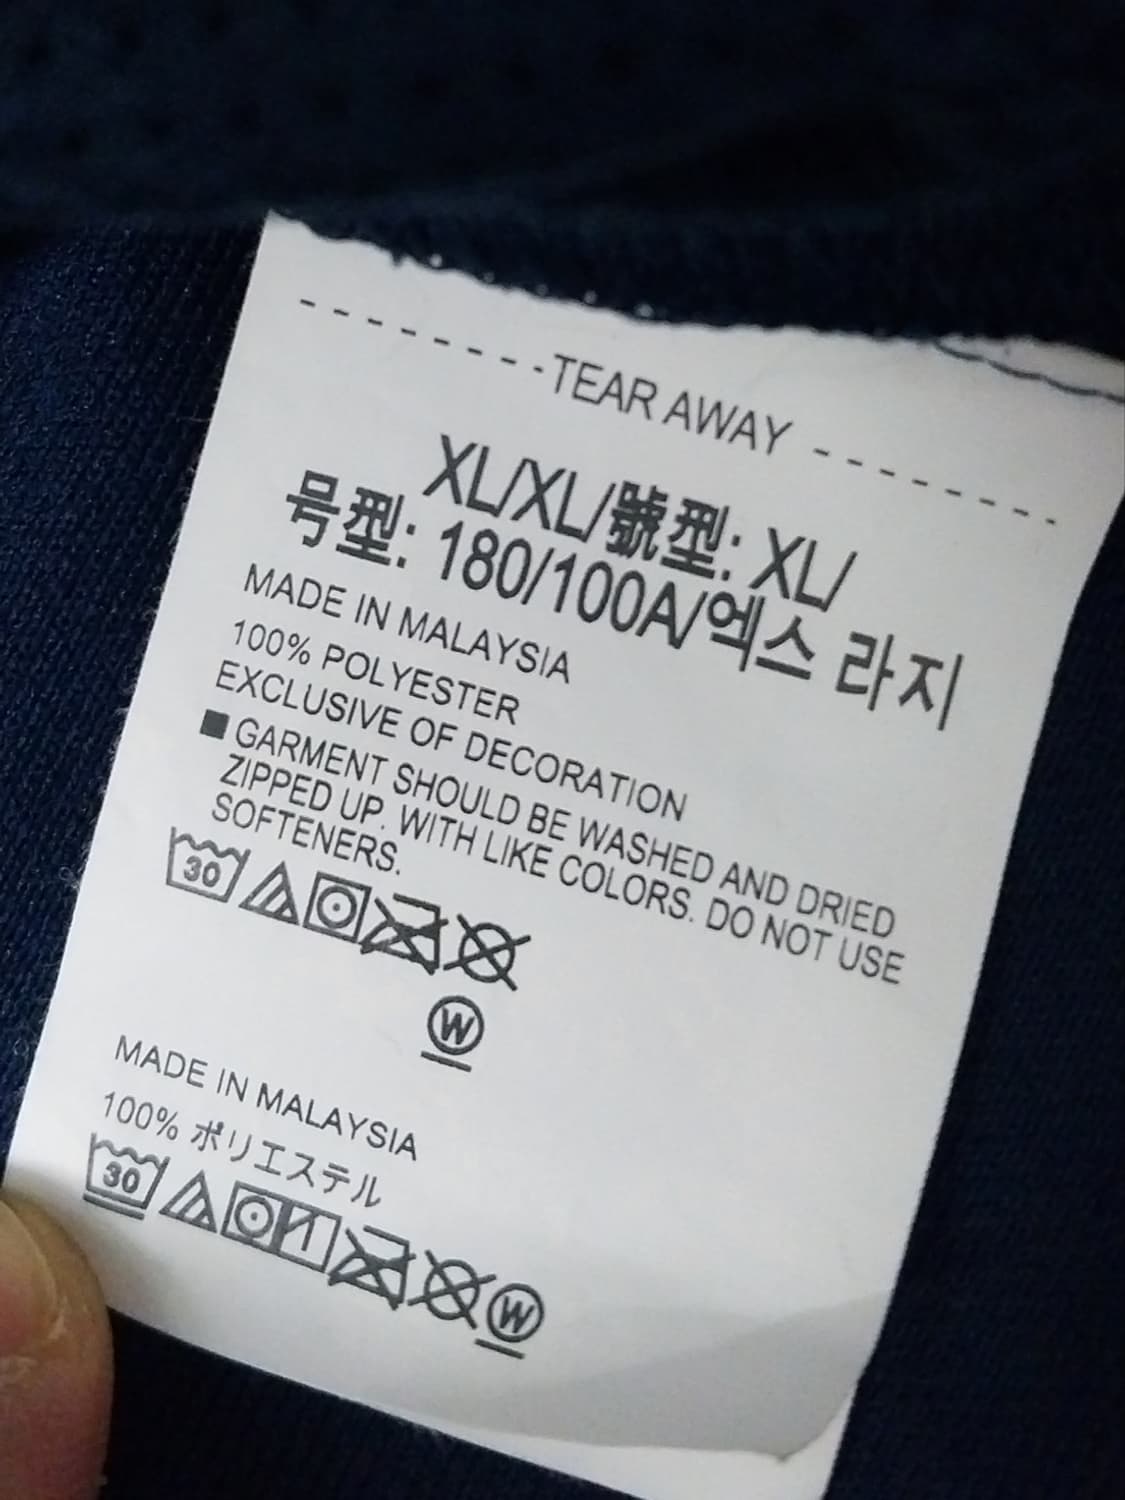 ---------TEAR AWAY --------
XL/XL/號型: XL/
号型: 180/100A/엑스 라지
MADE IN MALAYSIA
100% POLYESTER
EXCLUSIVE OF DECORATION
■ GARMENT SHOULD BE WASHED AND DRIED
ZIPPED UP. WITH LIKE COLORS. DO NOT USE
SOFTENERS.
30
W
MADE IN MALAYSIA
100% ポリエステル
30 W